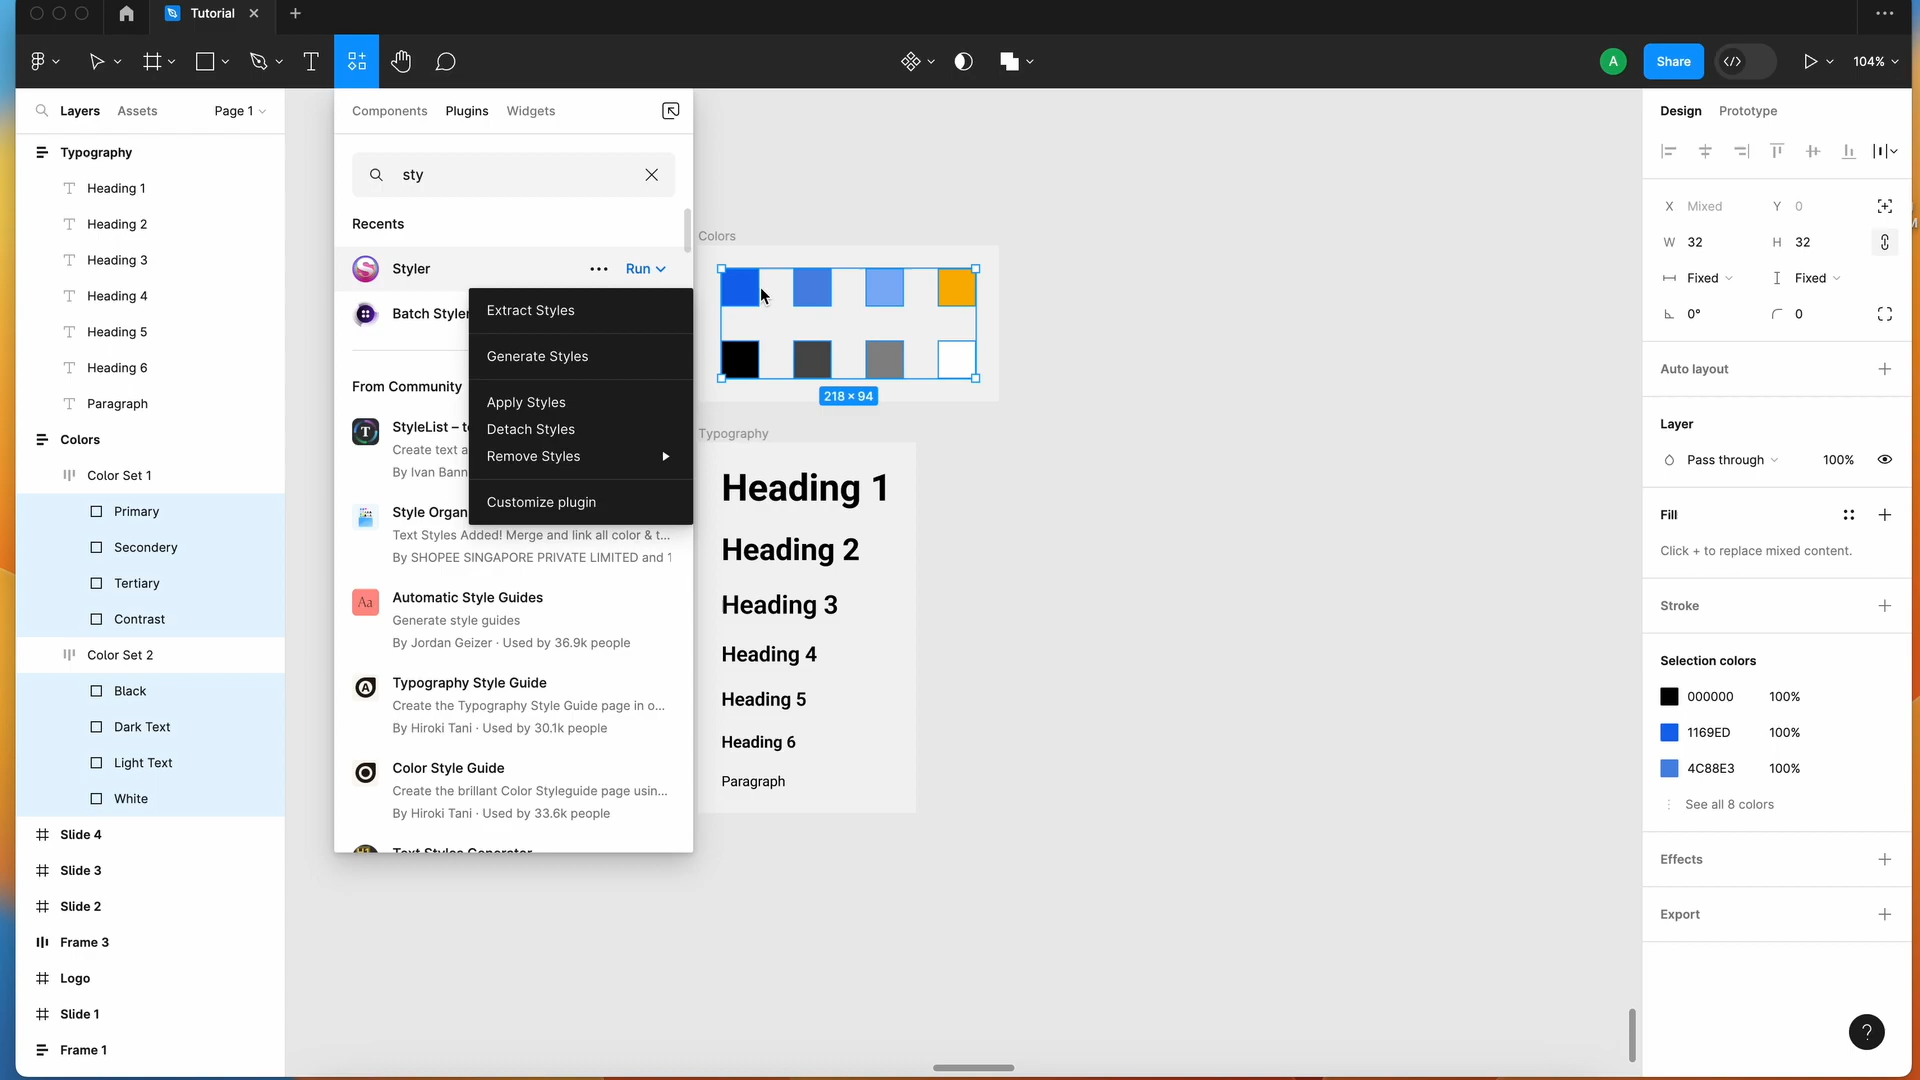 Tutorial
Share
104%
A
Layers
Assets
Page 1
Typography
Heading 1
Heading 2
Heading 3
Heading 4
Heading 5
Heading 6
Paragraph
Colors
Color Set 1
Primary
Secondery
Tertiary
Contrast
Color Set 2
Black
Dark Text
Light Text
White
Slide 4
Slide 3
Slide 2
Frame 3
Logo
Slide 1
Frame 1
Components
Plugins
Widgets
sty
Recents
Styler
Run
Batch Styler
From Community
StyleList – te
Create text a
By Ivan Bann
Style Organ
Text Styles Added! Merge and link all color & t...
By SHOPEE SINGAPORE PRIVATE LIMITED and 1
Automatic Style Guides
Generate style guides
By Jordan Geizer · Used by 36.9k people
Typography Style Guide
Create the Typography Style Guide page in o...
By Hiroki Tani · Used by 30.1k people
Color Style Guide
Create the brillant Color Styleguide page usin...
By Hiroki Tani · Used by 33.6k people
Text Styles Generator
Extract Styles
Generate Styles
Apply Styles
Detach Styles
Remove Styles
Customize plugin
Colors
218 × 94
Typography
Heading 1
Heading 2
Heading 3
Heading 4
Heading 5
Heading 6
Paragraph
Design
Prototype
X Mixed
Y 0
W 32
H 32
Fixed
Fixed
0°
0
Auto layout
Layer
Pass through
100%
Fill
Click + to replace mixed content.
Stroke
Selection colors
000000 100%
1169ED 100%
4C88E3 100%
See all 8 colors
Effects
Export
?